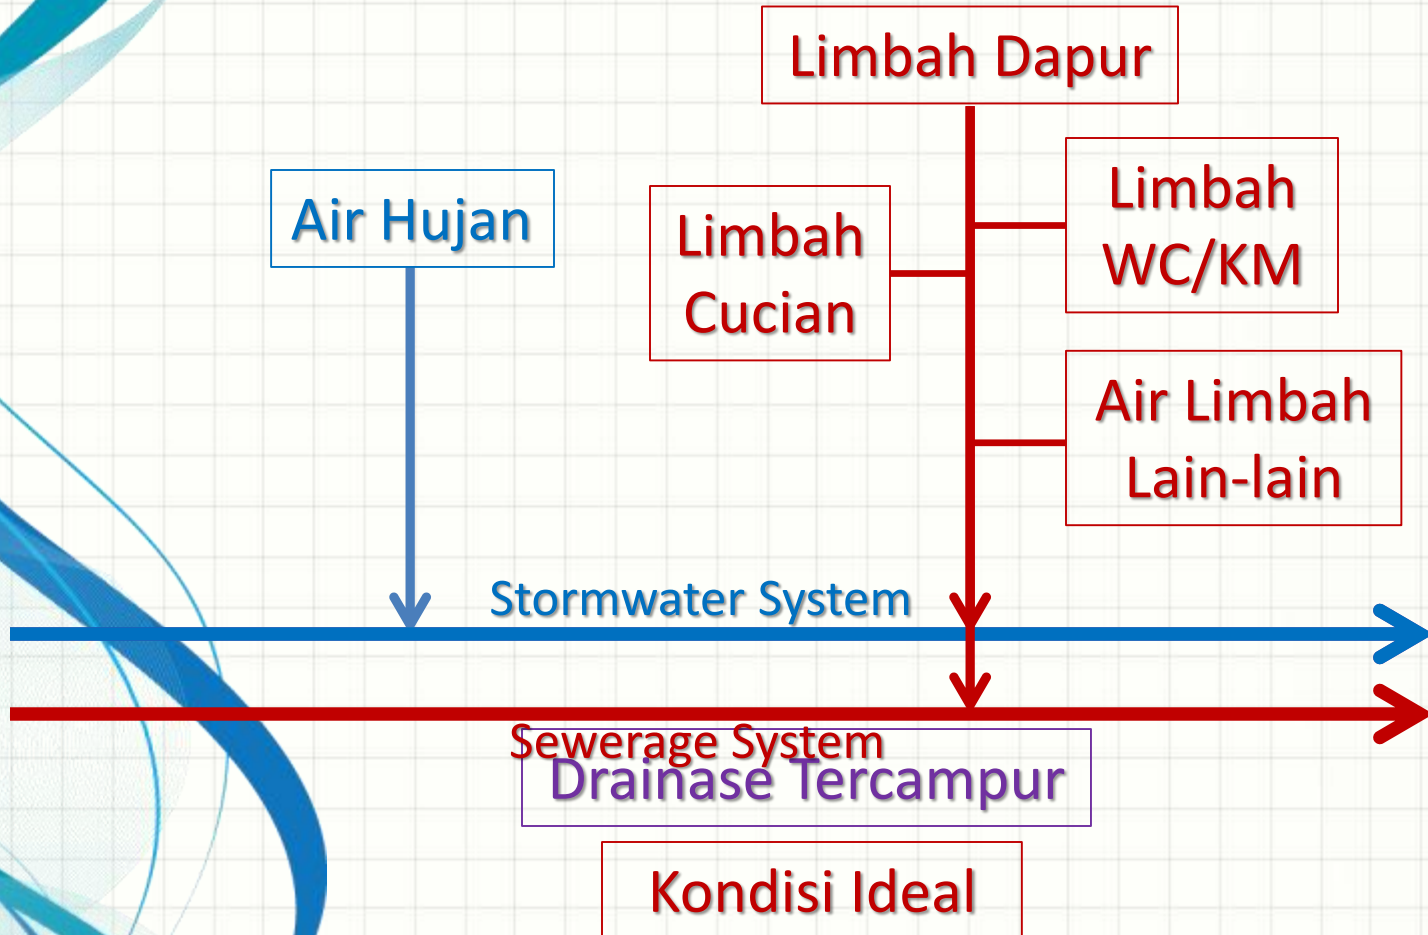 Limbah Dapur
Air Hujan
Limbah
Cucian
Limbah
WC/KM
Air Limbah
Lain-lain
Stormwater System
Sewerage System
Drainase Tercampur
Kondisi Ideal